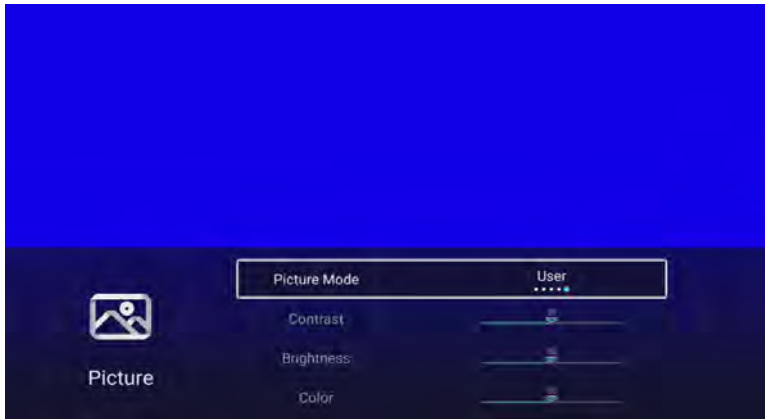 Picture Mode User
Contrast
Brightness
Picture
Color